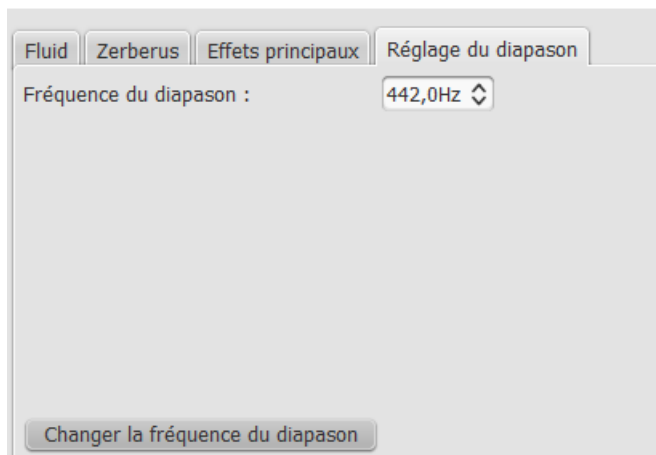 Fluid Zerberus Effets principaux Réglage du diapason
Fréquence du diapason : 442,0Hz
Changer la fréquence du diapason